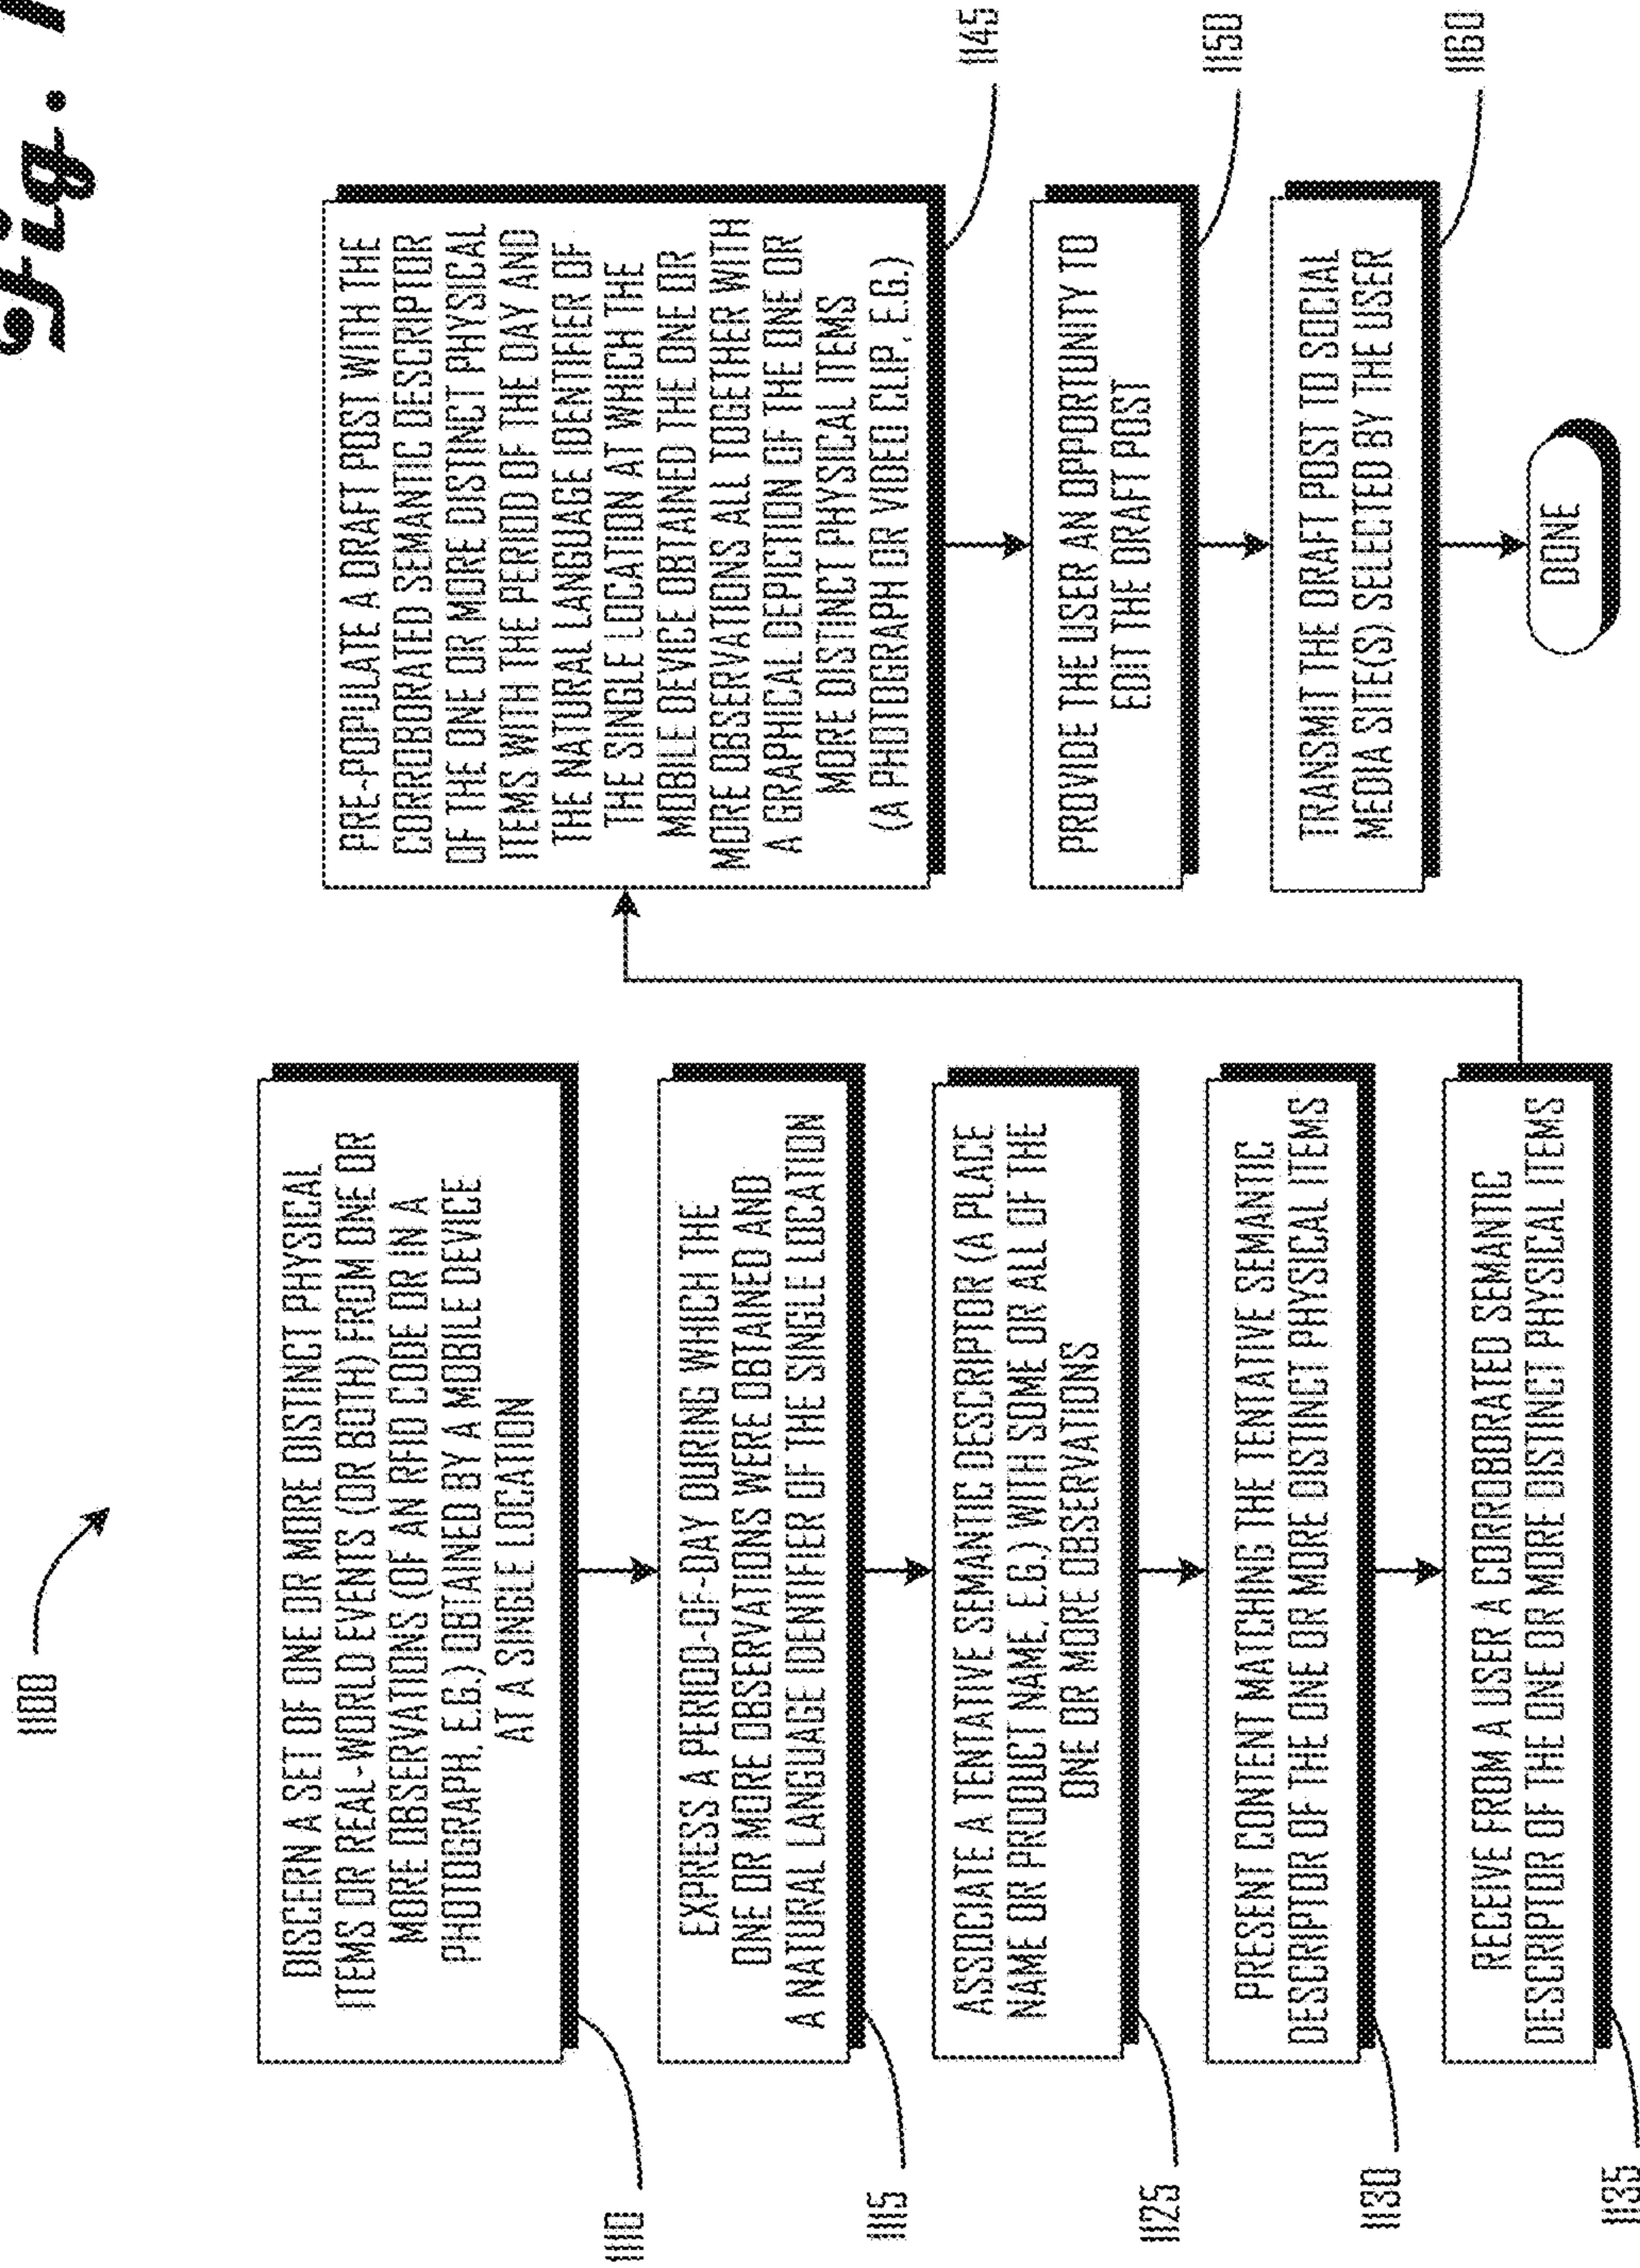 Fig. 1
1100
DISCERN A SET OF ONE OR MORE DISTINCT PHYSICAL
ITEMS OR REAL-WORLD EVENTS (OR BOTH) FROM ONE OR
MORE OBSERVATIONS (OF AN RFID CODE OR IN A
PHOTOGRAPH, E.G.) OBTAINED BY A MOBILE DEVICE
AT A SINGLE LOCATION
1110
EXPRESS A PERIOD-OF-DAY DURING WHICH THE
ONE OR MORE OBSERVATIONS WERE OBTAINED AND
A NATURAL LANGUAGE IDENTIFIER OF THE SINGLE LOCATION
1115
ASSOCIATE A TENTATIVE SEMANTIC DESCRIPTOR (A PLACE
NAME OR PRODUCT NAME, E.G.) WITH SOME OR ALL OF THE
ONE OR MORE OBSERVATIONS
1125
PRESENT CONTENT MATCHING THE TENTATIVE SEMANTIC
DESCRIPTOR OF THE ONE OR MORE DISTINCT PHYSICAL ITEMS
1130
RECEIVE FROM A USER A CORROBORATED SEMANTIC
DESCRIPTOR OF THE ONE OR MORE DISTINCT PHYSICAL ITEMS
1135
PRE-POPULATE A DRAFT POST WITH THE
CORROBORATED SEMANTIC DESCRIPTOR
OF THE ONE OR MORE DISTINCT PHYSICAL
ITEMS WITH THE PERIOD OF THE DAY AND
THE NATURAL LANGUAGE IDENTIFIER OF
THE SINGLE LOCATION AT WHICH THE
MOBILE DEVICE OBTAINED THE ONE OR
MORE OBSERVATIONS ALL TOGETHER WITH
A GRAPHICAL DEPICTION OF THE ONE OR
MORE DISTINCT PHYSICAL ITEMS
(A PHOTOGRAPH OR VIDEO CLIP, E.G.)
1145
PROVIDE THE USER AN OPPORTUNITY TO
EDIT THE DRAFT POST
1150
TRANSMIT THE DRAFT POST TO SOCIAL
MEDIA SITE(S) SELECTED BY THE USER
1160
DONE